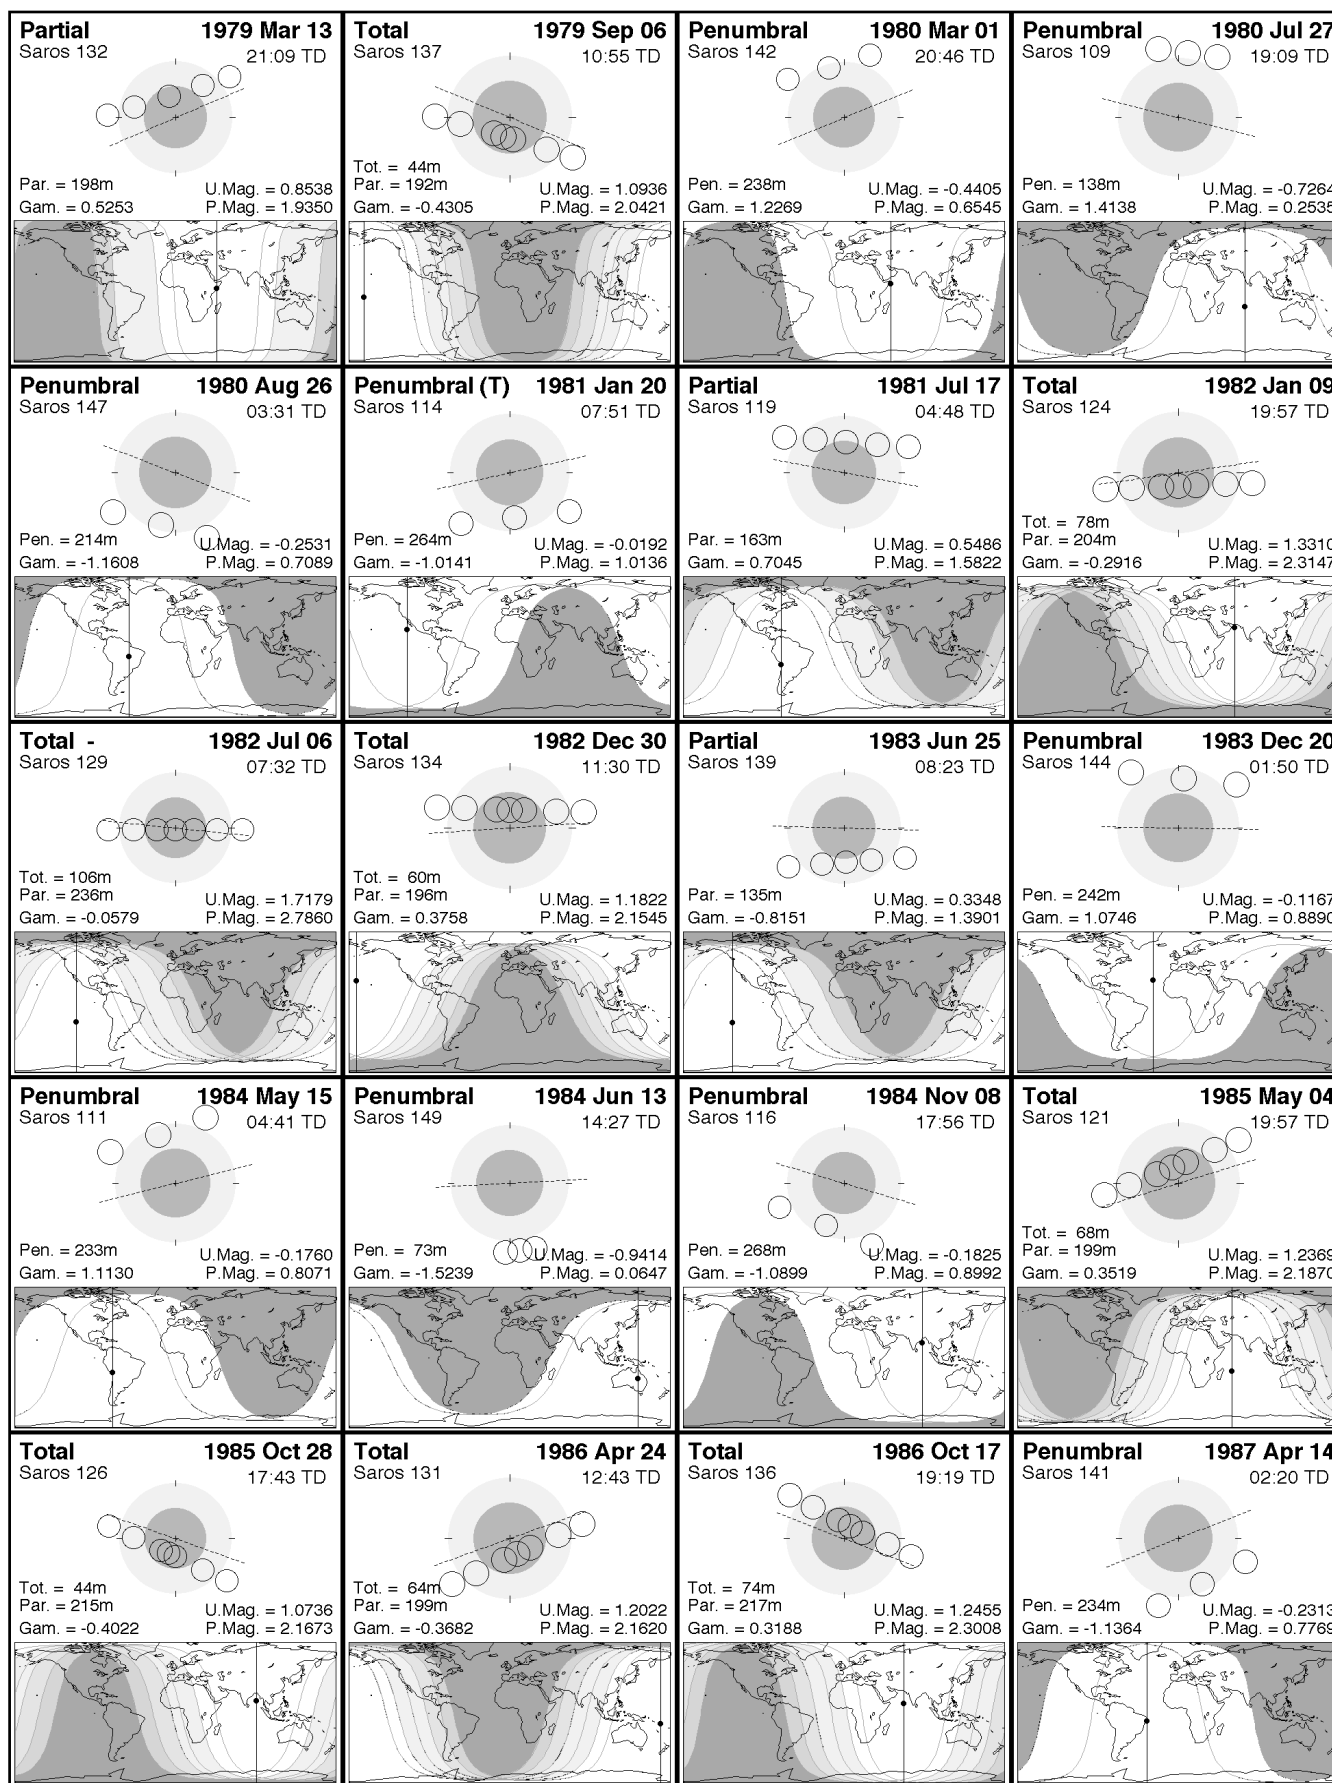 Partial 1979 Mar 13
Saros 132 21:09 TD
Par. = 198m U.Mag. = 0.8538
Gam. = 0.5253 P.Mag. = 1.9350
Total 1979 Sep 06
Saros 137 10:55 TD
Tot. = 44m
Par. = 192m U.Mag. = 1.0936
Gam. = -0.4305 P.Mag. = 2.0421
Penumbral 1980 Mar 01
Saros 142 20:46 TD
Pen. = 238m U.Mag. = -0.4405
Gam. = 1.2269 P.Mag. = 0.6545
Penumbral 1980 Jul 27
Saros 109 19:09 TD
Pen. = 138m U.Mag. = -0.7264
Gam. = 1.4138 P.Mag. = 0.2535
Penumbral 1980 Aug 26
Saros 147 03:31 TD
Pen. = 214m U.Mag. = -0.2531
Gam. = -1.1608 P.Mag. = 0.7089
Penumbral (T) 1981 Jan 20
Saros 114 07:51 TD
Pen. = 264m U.Mag. = -0.0192
Gam. = -1.0141 P.Mag. = 1.0136
Partial 1981 Jul 17
Saros 119 04:48 TD
Par. = 163m U.Mag. = 0.5486
Gam. = 0.7045 P.Mag. = 1.5822
Total 1982 Jan 09
Saros 124 19:57 TD
Tot. = 78m
Par. = 204m U.Mag. = 1.3310
Gam. = -0.2916 P.Mag. = 2.3147
Total - 1982 Jul 06
Saros 129 07:32 TD
Tot. = 106m
Par. = 236m U.Mag. = 1.7179
Gam. = -0.0579 P.Mag. = 2.7860
Total 1982 Dec 30
Saros 134 11:30 TD
Tot. = 60m
Par. = 196m U.Mag. = 1.1822
Gam. = 0.3758 P.Mag. = 2.1545
Partial 1983 Jun 25
Saros 139 08:23 TD
Par. = 135m U.Mag. = 0.3348
Gam. = -0.8151 P.Mag. = 1.3901
Penumbral 1983 Dec 20
Saros 144 01:50 TD
Pen. = 242m U.Mag. = -0.1167
Gam. = 1.0746 P.Mag. = 0.8890
Penumbral 1984 May 15
Saros 111 04:41 TD
Pen. = 233m U.Mag. = -0.1760
Gam. = 1.1130 P.Mag. = 0.8071
Penumbral 1984 Jun 13
Saros 149 14:27 TD
Pen. = 73m U.Mag. = -0.9414
Gam. = -1.5239 P.Mag. = 0.0647
Penumbral 1984 Nov 08
Saros 116 17:56 TD
Pen. = 268m U.Mag. = -0.1825
Gam. = -1.0899 P.Mag. = 0.8992
Total 1985 May 04
Saros 121 19:57 TD
Tot. = 68m
Par. = 199m U.Mag. = 1.2369
Gam. = 0.3519 P.Mag. = 2.1870
Total 1985 Oct 28
Saros 126 17:43 TD
Tot. = 44m
Par. = 215m U.Mag. = 1.0736
Gam. = -0.4022 P.Mag. = 2.1673
Total 1986 Apr 24
Saros 131 12:43 TD
Tot. = 64m
Par. = 199m U.Mag. = 1.2022
Gam. = -0.3682 P.Mag. = 2.1620
Total 1986 Oct 17
Saros 136 19:19 TD
Tot. = 74m
Par. = 217m U.Mag. = 1.2455
Gam. = 0.3188 P.Mag. = 2.3008
Penumbral 1987 Apr 14
Saros 141 02:20 TD
Pen. = 234m U.Mag. = -0.2313
Gam. = -1.1364 P.Mag. = 0.7769